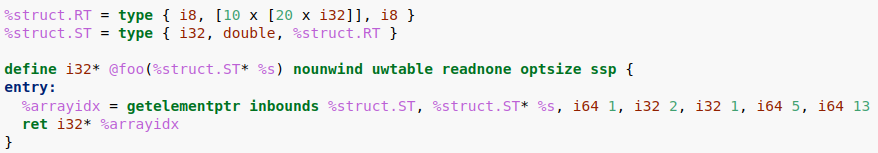 %struct.RT = type { i8, [10 x [20 x i32]], i8 }
%struct.ST = type { i32, double, %struct.RT }

define i32* @foo(%struct.ST* %s) nounwind uwtable readnone optsize ssp {
entry:
  %arrayidx = getelementptr inbounds %struct.ST, %struct.ST* %s, i64 1, i32 2, i32 1, i64 5, i64 13
  ret i32* %arrayidx
}